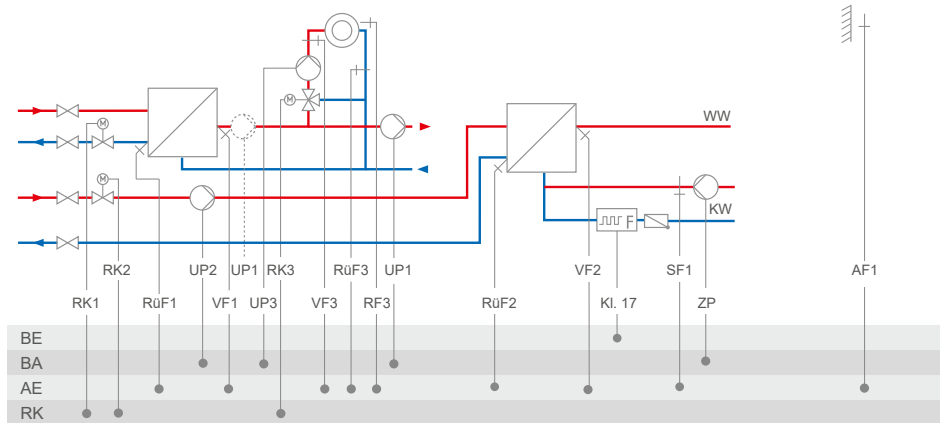 M
M
M
F
WW
KW
RK2 UP2 UP1 RK3 RüF3 UP1 VF2 SF1 AF1
RK1 RüF1 VF1 UP3 VF3 RF3 RüF2 Kl. 17 ZP
BE
BA
AE
RK